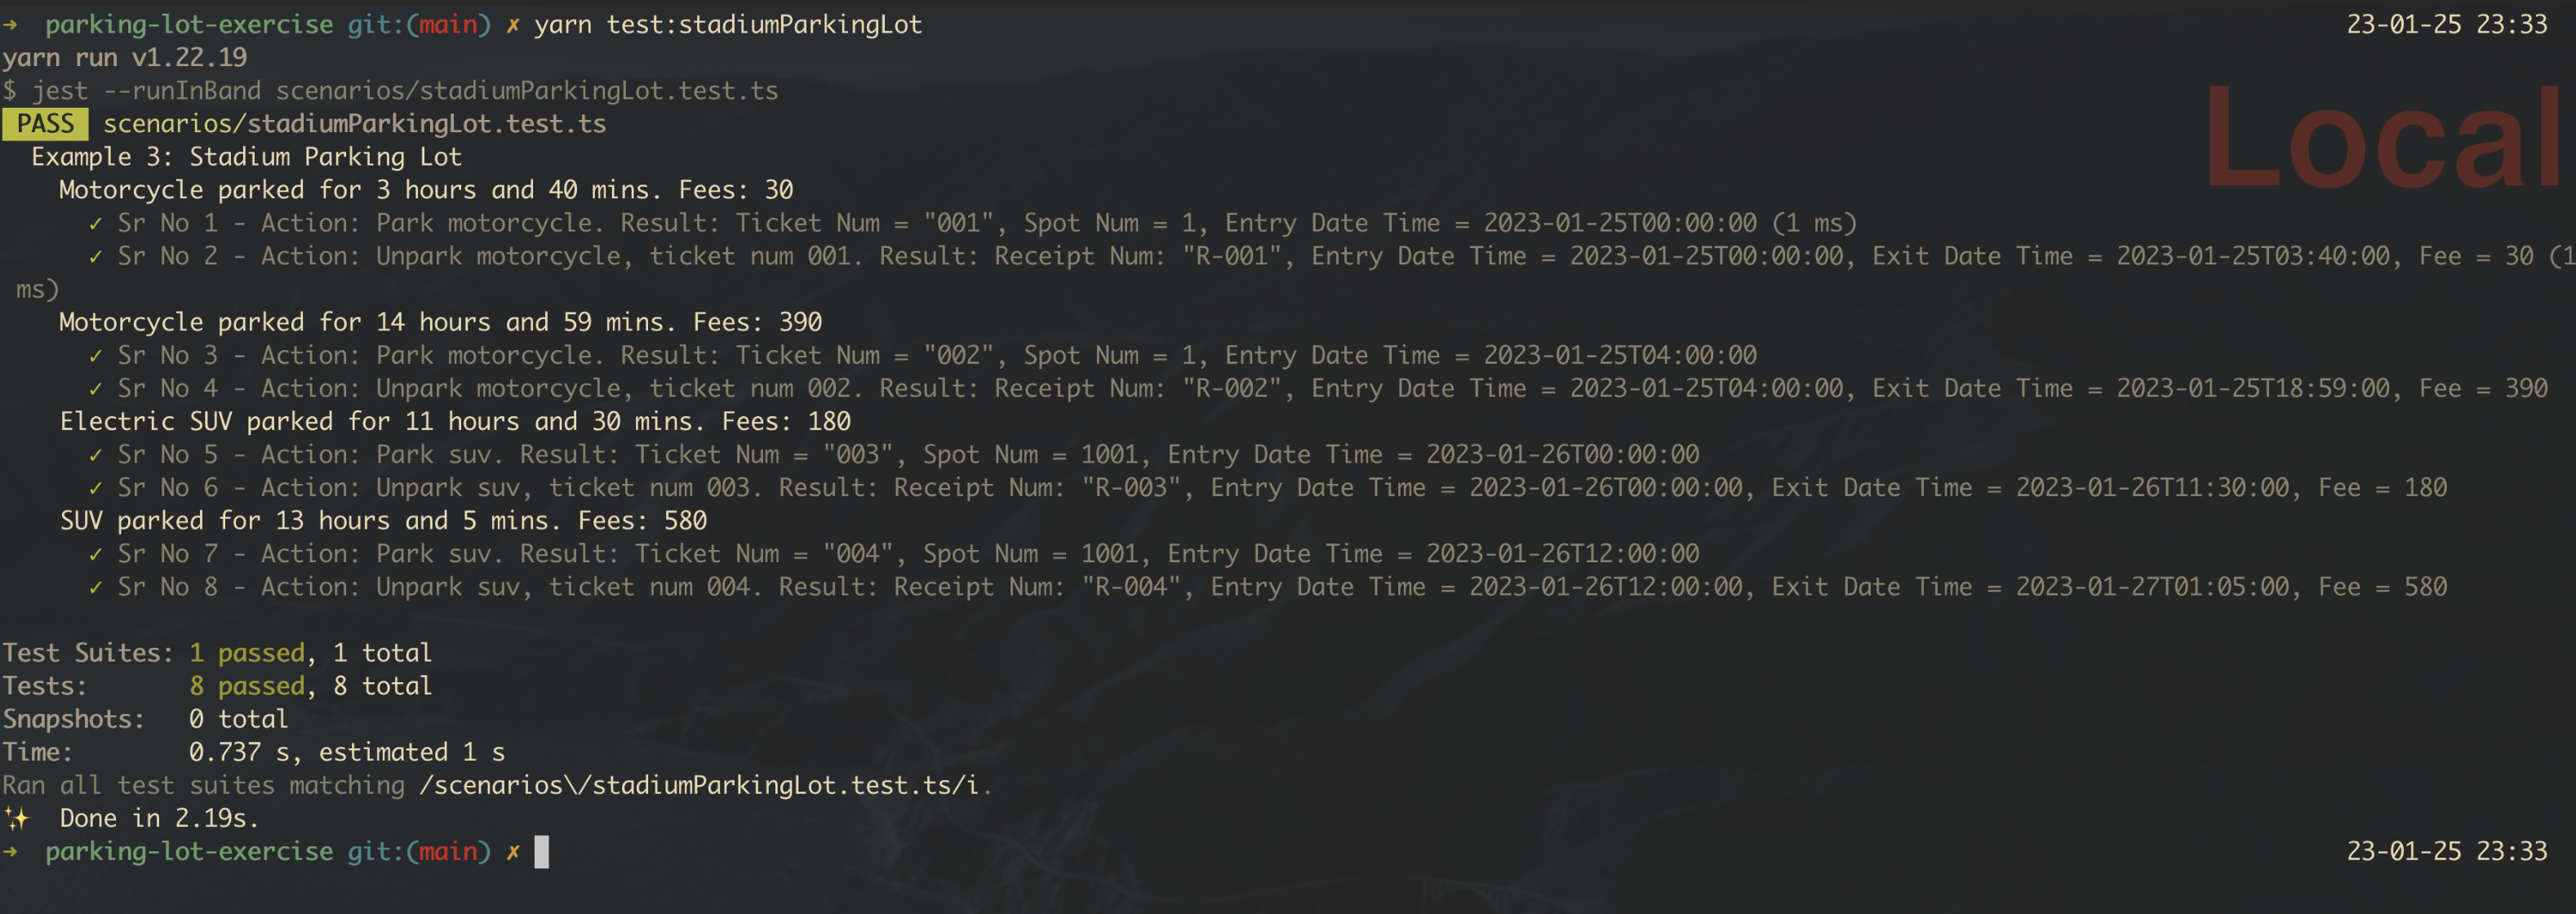 ➜  parking-lot-exercise git:(main) ✗ yarn test:stadiumParkingLot 23-01-25 23:33
yarn run v1.22.19
$ jest --runInBand scenarios/stadiumParkingLot.test.ts
Local
PASS scenarios/stadiumParkingLot.test.ts
Example 3: Stadium Parking Lot
Motorcycle parked for 3 hours and 40 mins. Fees: 30
✓ Sr No 1 - Action: Park motorcycle. Result: Ticket Num = "001", Spot Num = 1, Entry Date Time = 2023-01-25T00:00:00 (1 ms)
✓ Sr No 2 - Action: Unpark motorcycle, ticket num 001. Result: Receipt Num: "R-001", Entry Date Time = 2023-01-25T00:00:00, Exit Date Time = 2023-01-25T03:40:00, Fee = 30 (1
ms)
Motorcycle parked for 14 hours and 59 mins. Fees: 390
✓ Sr No 3 - Action: Park motorcycle. Result: Ticket Num = "002", Spot Num = 1, Entry Date Time = 2023-01-25T04:00:00
✓ Sr No 4 - Action: Unpark motorcycle, ticket num 002. Result: Receipt Num: "R-002", Entry Date Time = 2023-01-25T04:00:00, Exit Date Time = 2023-01-25T18:59:00, Fee = 390
Electric SUV parked for 11 hours and 30 mins. Fees: 180
✓ Sr No 5 - Action: Park suv. Result: Ticket Num = "003", Spot Num = 1001, Entry Date Time = 2023-01-26T00:00:00
✓ Sr No 6 - Action: Unpark suv, ticket num 003. Result: Receipt Num: "R-003", Entry Date Time = 2023-01-26T00:00:00, Exit Date Time = 2023-01-26T11:30:00, Fee = 180
SUV parked for 13 hours and 5 mins. Fees: 580
✓ Sr No 7 - Action: Park suv. Result: Ticket Num = "004", Spot Num = 1001, Entry Date Time = 2023-01-26T12:00:00
✓ Sr No 8 - Action: Unpark suv, ticket num 004. Result: Receipt Num: "R-004", Entry Date Time = 2023-01-26T12:00:00, Exit Date Time = 2023-01-27T01:05:00, Fee = 580
Test Suites: 1 passed, 1 total
Tests:       8 passed, 8 total
Snapshots:   0 total
Time:        0.737 s, estimated 1 s
Ran all test suites matching /scenarios\/stadiumParkingLot.test.ts/i.
✨  Done in 2.19s.
➜  parking-lot-exercise git:(main) ✗ 23-01-25 23:33